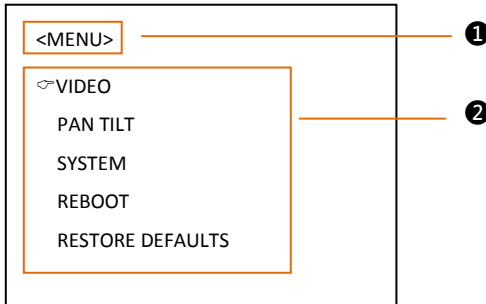 <MENU>
❶
☞VIDEO
❷
PAN TILT
SYSTEM
REBOOT
RESTORE DEFAULTS